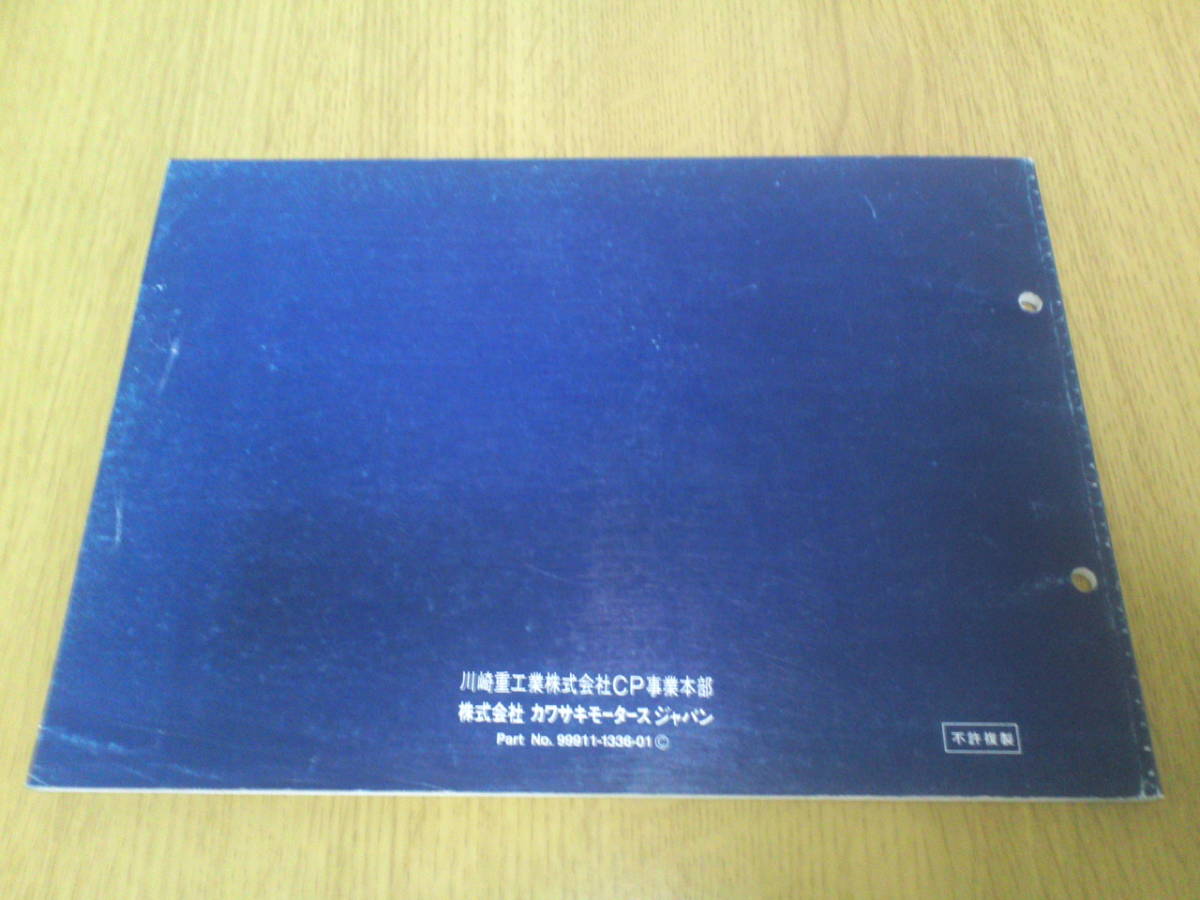 川崎重工業株式会社CP事業本部
株式会社 カワサキモータース ジャパン
Part No. 99911-1336-01 ©
不許複製